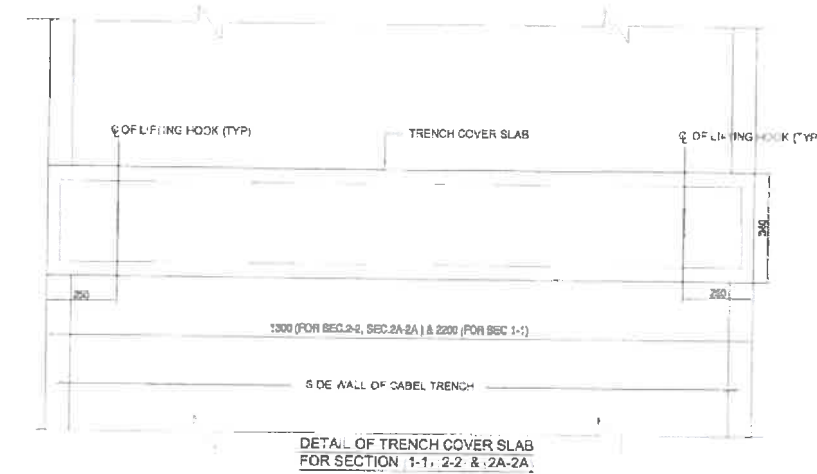 ℄ OF LIFTING HOOK (TYP)
TRENCH COVER SLAB
℄ OF LIFTING HOOK (TYP
250
250
1300 (FOR SEC.2-2, SEC.2A-2A) & 2200 (FOR SEC 1-1)
SIDE WALL OF CABEL TRENCH
DETAIL OF TRENCH COVER SLAB
FOR SECTION 1-1, 2-2 & 2A-2A